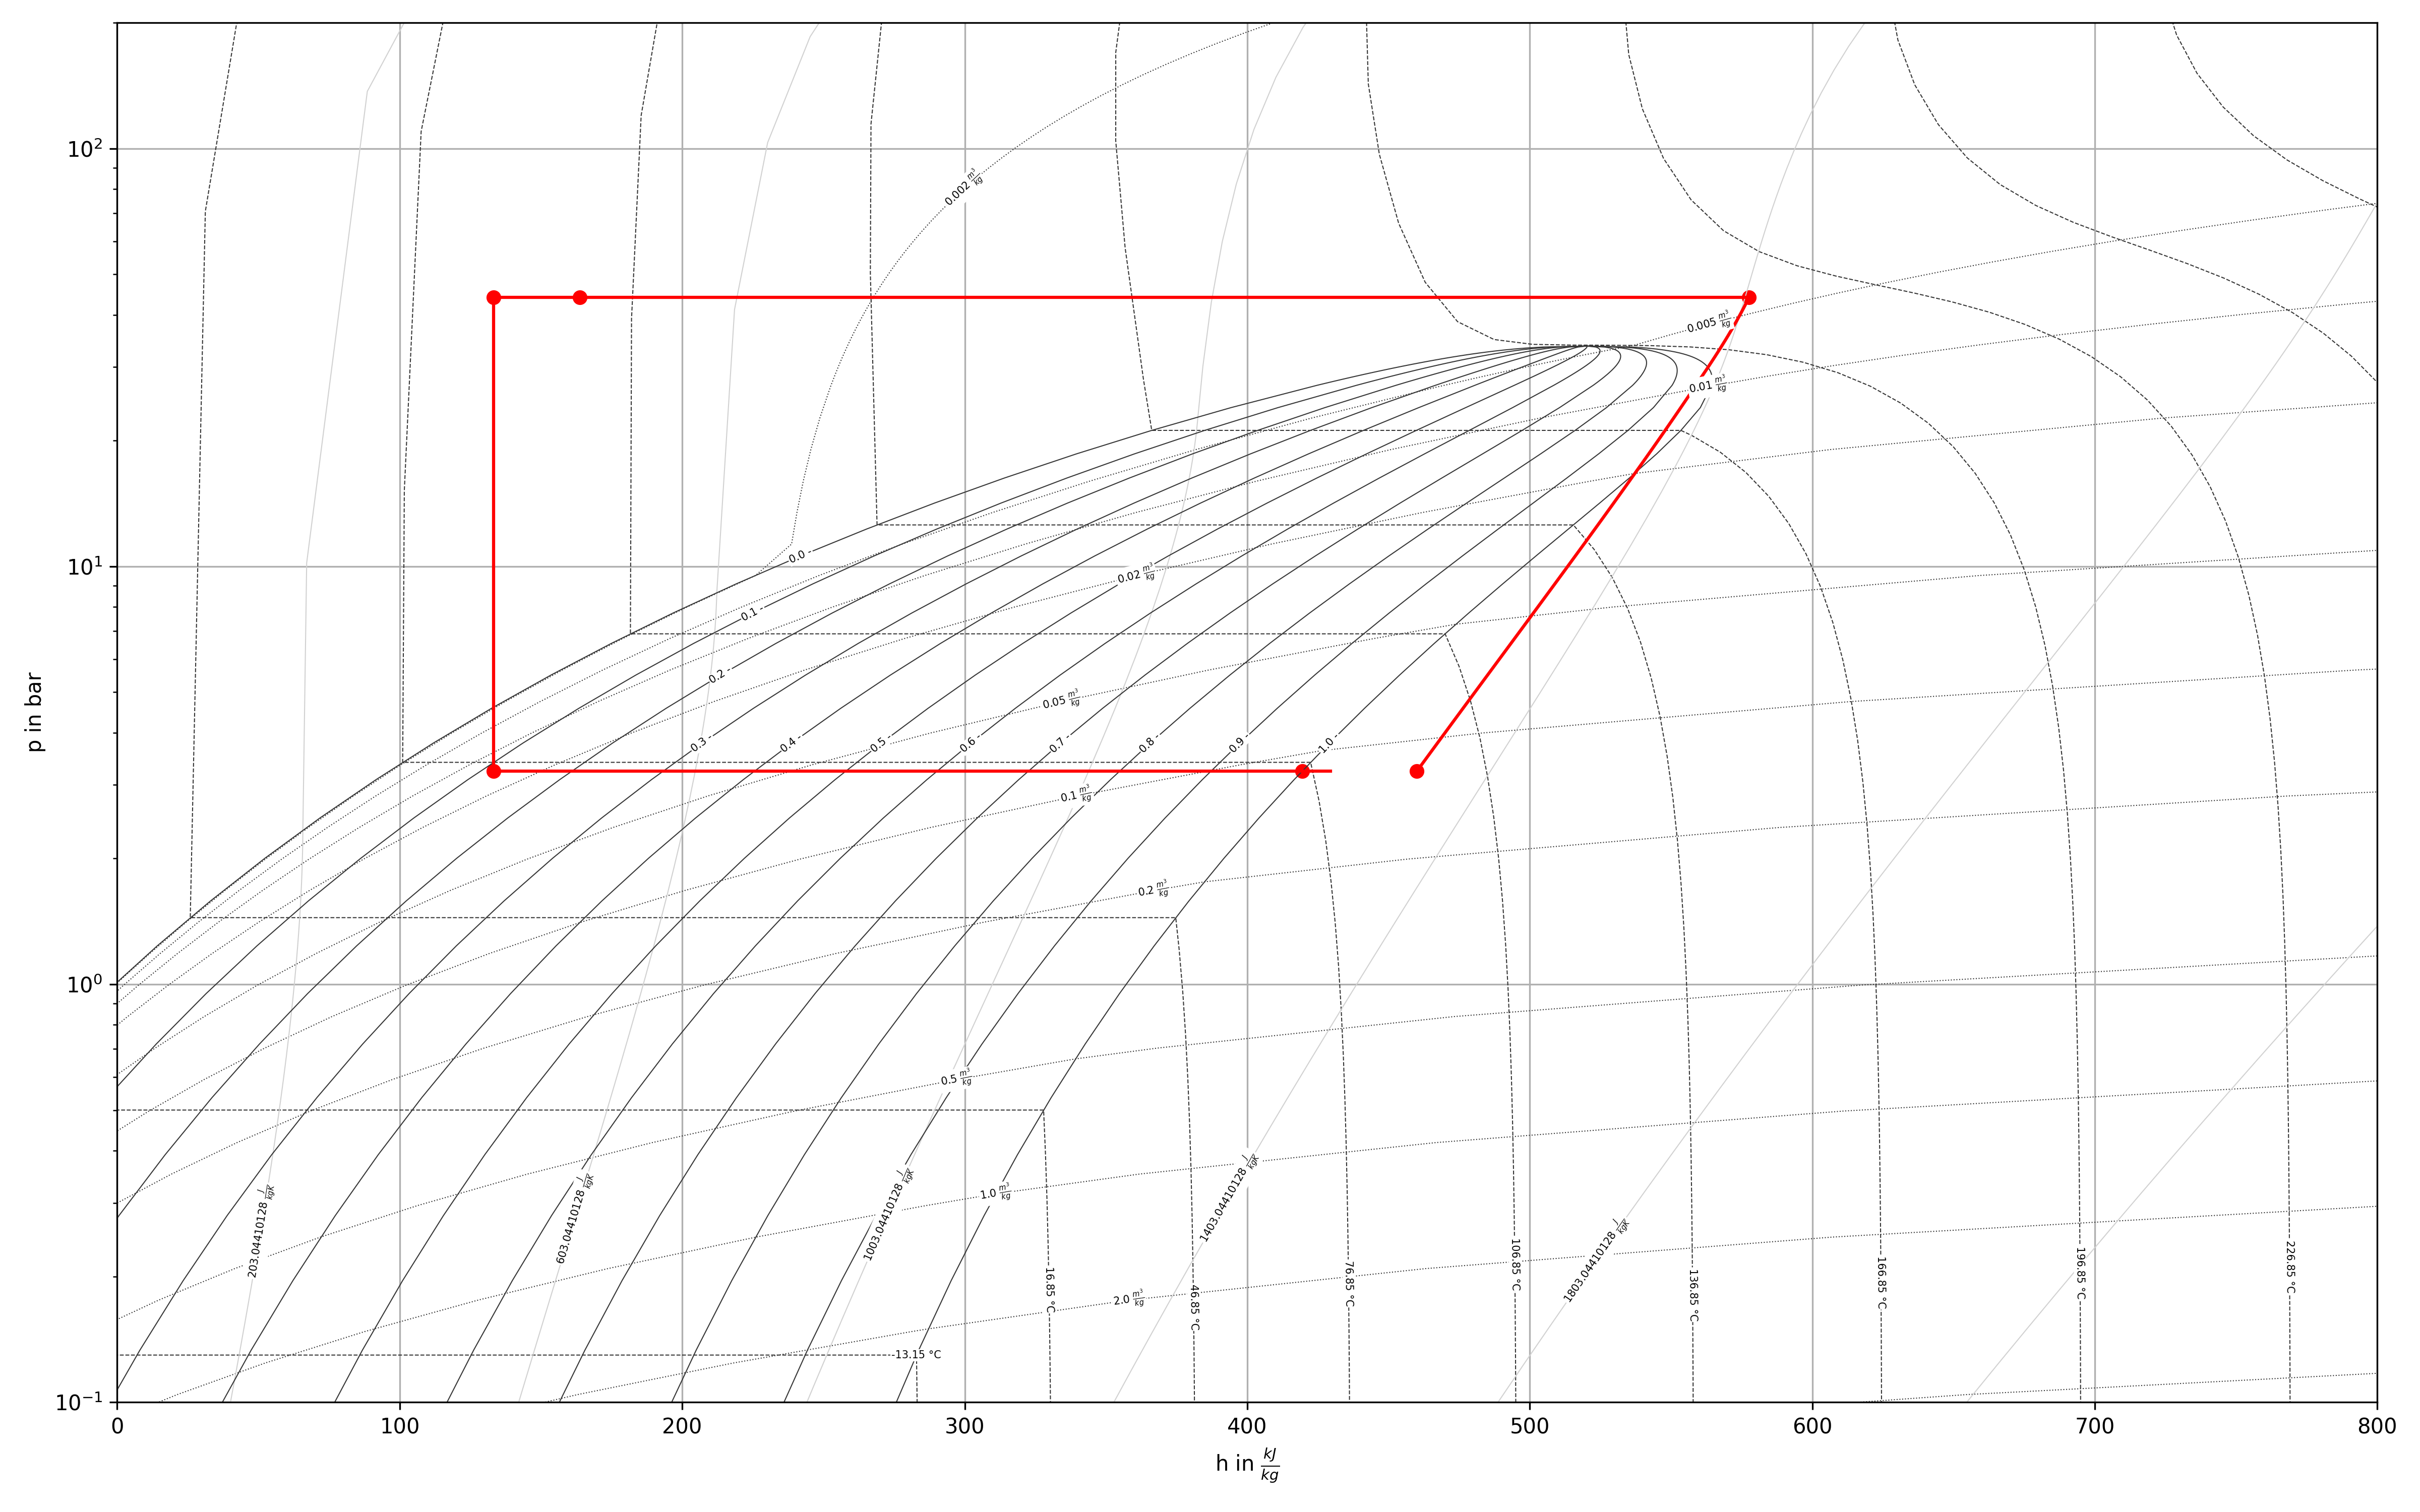 10²
10¹
10⁰
10⁻¹
p in bar
0 100 200 300 400 500 600 700 800
h in kJ/kg
0.002 m³/kg
0.005 m³/kg
0.01 m³/kg
0.02 m³/kg
0.05 m³/kg
0.1 m³/kg
0.2 m³/kg
0.5 m³/kg
1.0 m³/kg
2.0 m³/kg
0.0
0.1
0.2
0.3
0.4
0.5
0.6
0.7
0.8
0.9
1.0
203.04410128 J/kgK
603.04410128 J/kgK
1003.04410128 J/kgK
1403.04410128 J/kgK
1803.04410128 J/kgK
-13.15 °C
16.85 °C
46.85 °C
76.85 °C
106.85 °C
136.85 °C
166.85 °C
196.85 °C
226.85 °C